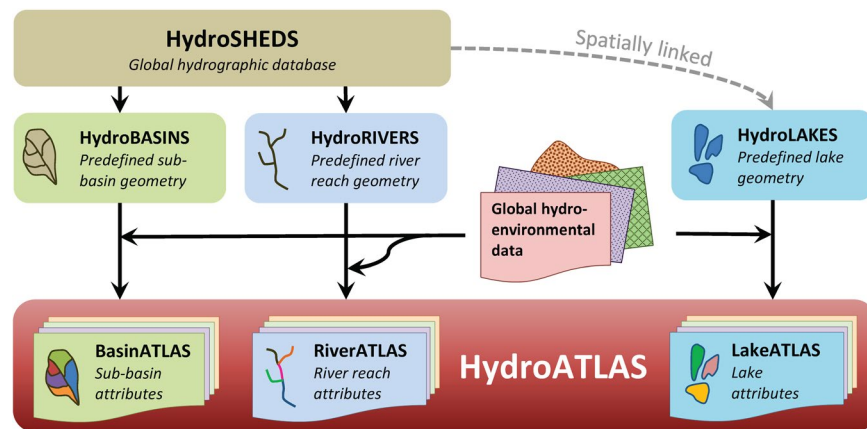 HydroSHEDS
Global hydrographic database
Spatially linked
HydroBASINS
Predefined sub-
basin geometry
HydroRIVERS
Predefined river
reach geometry
HydroLAKES
Predefined lake
geometry
Global hydro-
environmental
data
BasinATLAS
Sub-basin
attributes
RiverATLAS
River reach
attributes
HydroATLAS
LakeATLAS
Lake
attributes